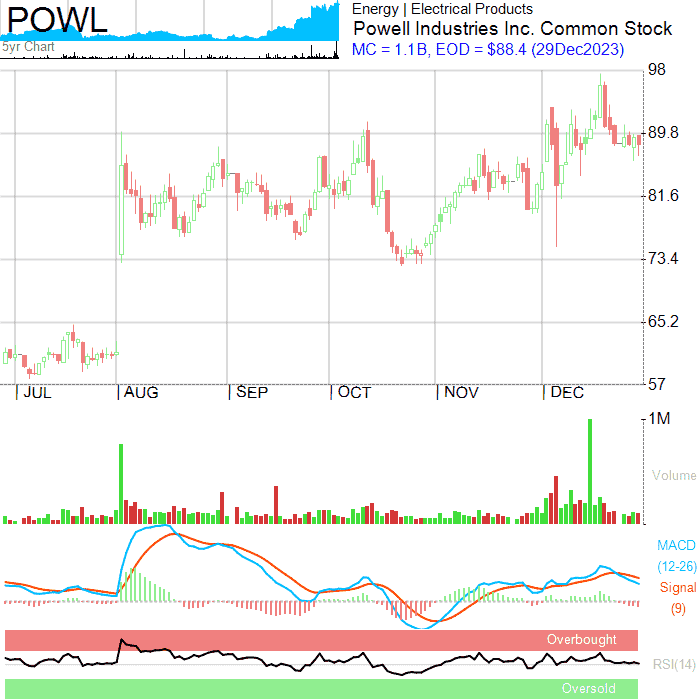 POWL
5yr Chart
Energy | Electrical Products
Powell Industries Inc. Common Stock
MC = 1.1B, EOD = $88.4 (29Dec2023)
98
89.8
81.6
73.4
65.2
57
JUL AUG SEP OCT NOV DEC
1M
Volume
MACD
(12-26)
Signal
(9)
Overbought
RSI(14)
Oversold